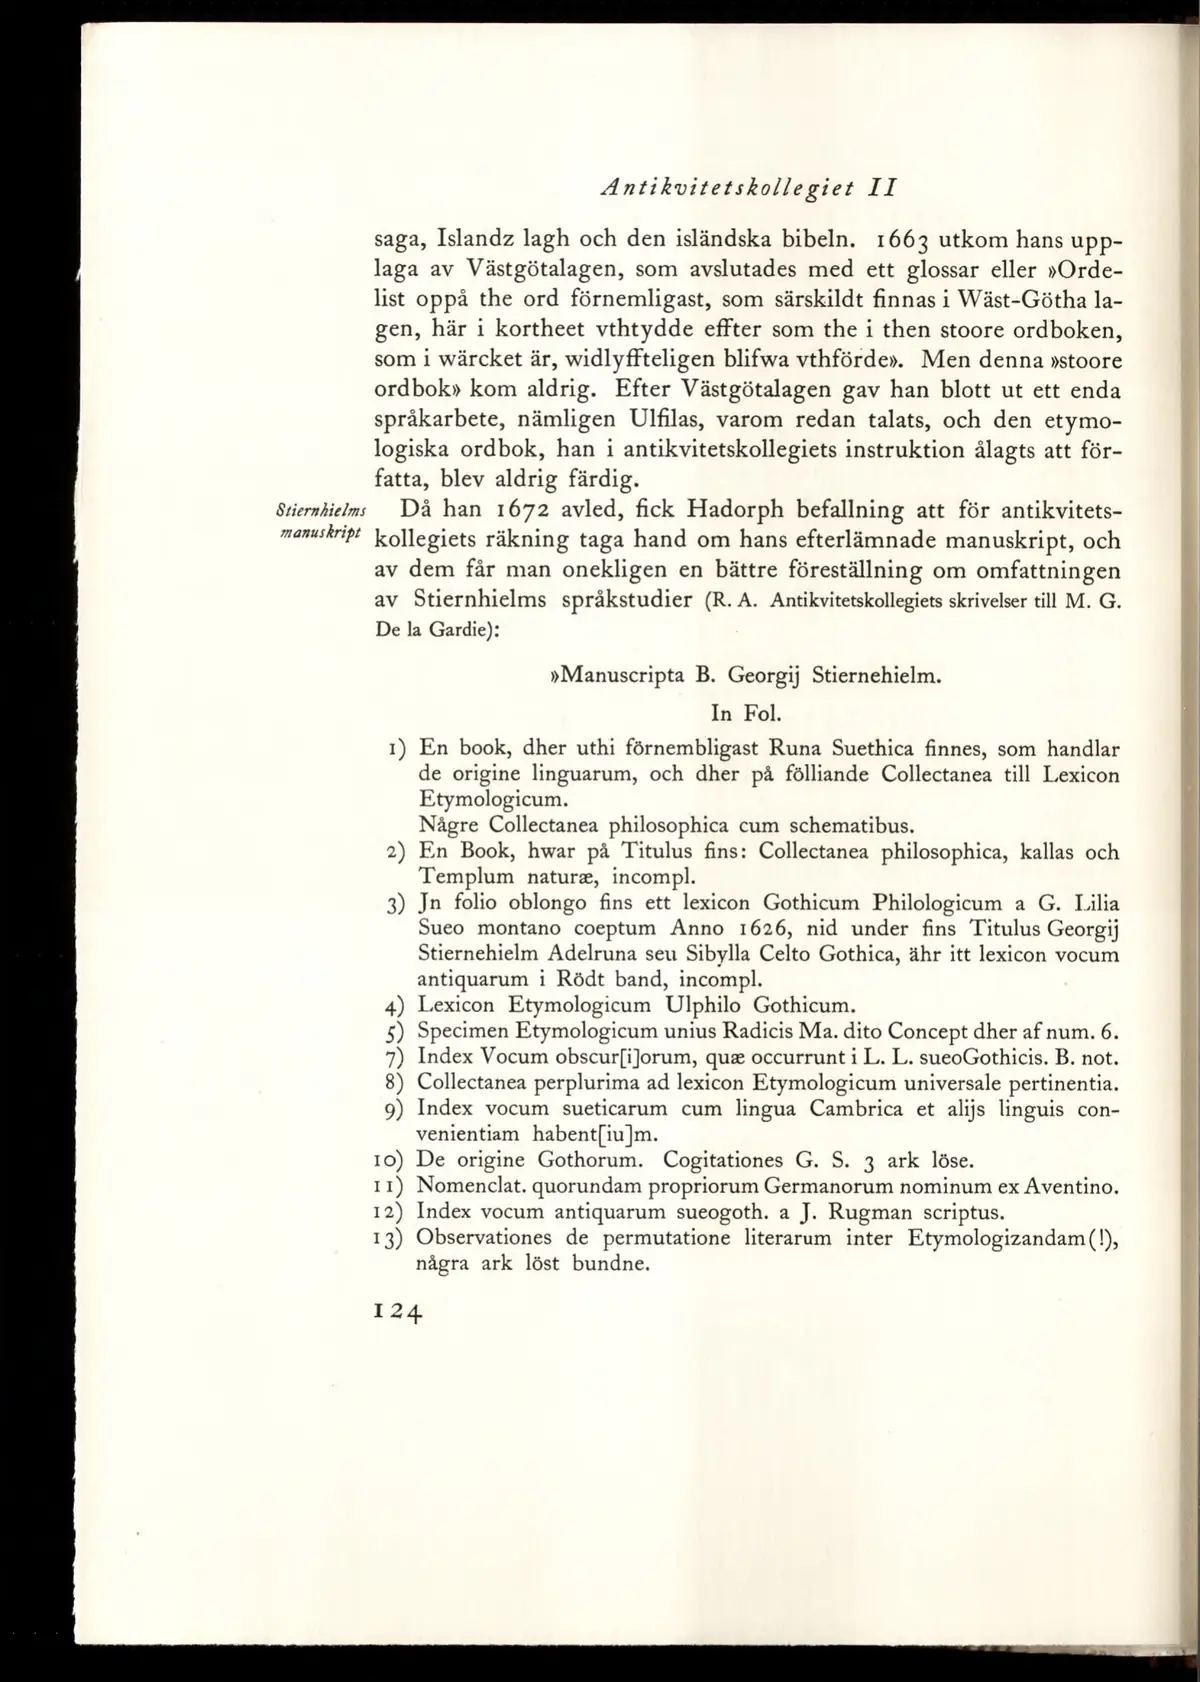 Antikvitetskollegiet II
saga, Islandz lagh och den isländska bibeln. 1663 utkom hans upp-
laga av Västgötalagen, som avslutades med ett glossar eller »Orde-
list oppå the ord förnemligast, som särskildt finnas i Wäst-Götha la-
gen, här i kortheet vthtydde effter som the i then stoore ordboken,
som i wärcket är, widlyffteligen blifwa vthförde». Men denna »stoore
ordbok» kom aldrig. Efter Västgötalagen gav han blott ut ett enda
språkarbete, nämligen Ulfilas, varom redan talats, och den etymo-
logiska ordbok, han i antikvitetskollegiets instruktion ålagts att för-
fatta, blev aldrig färdig.
Stiernhielms
manuskript
Då han 1672 avled, fick Hadorph befallning att för antikvitets-
kollegiets räkning taga hand om hans efterlämnade manuskript, och
av dem får man onekligen en bättre föreställning om omfattningen
av Stiernhielms språkstudier (R. A. Antikvitetskollegiets skrivelser till M. G.
De la Gardie):
»Manuscripta B. Georgij Stiernehielm.
In Fol.
1) En book, dher uthi förnembligast Runa Suethica finnes, som handlar
de origine linguarum, och dher på fölliande Collectanea till Lexicon
Etymologicum.
Någre Collectanea philosophica cum schematibus.
2) En Book, hwar på Titulus fins: Collectanea philosophica, kallas och
Templum naturæ, incompl.
3) Jn folio oblongo fins ett lexicon Gothicum Philologicum a G. Lilia
Sueo montano coeptum Anno 1626, nid under fins Titulus Georgij
Stiernehielm Adelruna seu Sibylla Celto Gothica, ähr itt lexicon vocum
antiquarum i Rödt band, incompl.
4) Lexicon Etymologicum Ulphilo Gothicum.
5) Specimen Etymologicum unius Radicis Ma. dito Concept dher af num. 6.
7) Index Vocum obscur[i]orum, quæ occurrunt i L. L. sueoGothicis. B. not.
8) Collectanea perplurima ad lexicon Etymologicum universale pertinentia.
9) Index vocum sueticarum cum lingua Cambrica et alijs linguis con-
venientiam habent[iu]m.
10) De origine Gothorum. Cogitationes G. S. 3 ark löse.
11) Nomenclat. quorundam propriorum Germanorum nominum ex Aventino.
12) Index vocum antiquarum sueogoth. a J. Rugman scriptus.
13) Observationes de permutatione literarum inter Etymologizandam(!),
några ark löst bundne.
124